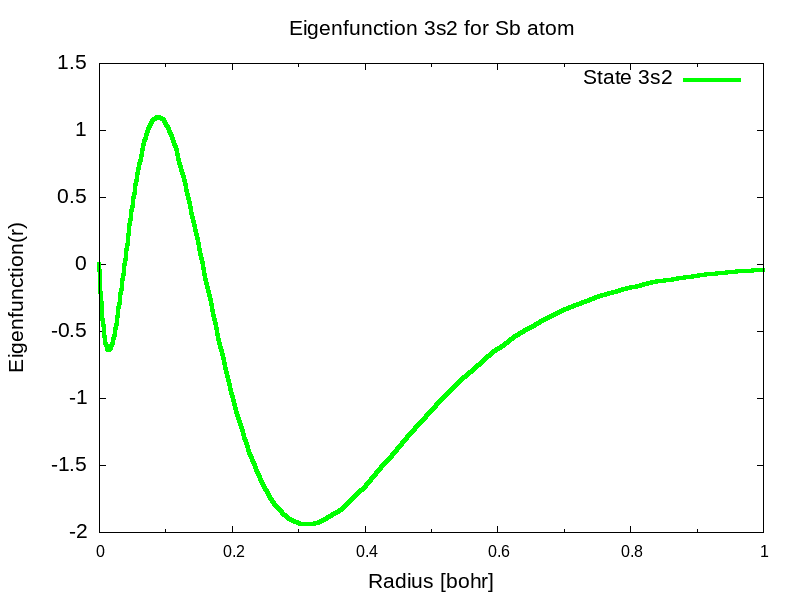 Eigenfunction 3s2 for Sb atom
State 3s2
1.5
1
0.5
0
-0.5
-1
-1.5
-2
Eigenfunction(r)
0 0.2 0.4 0.6 0.8 1
Radius [bohr]